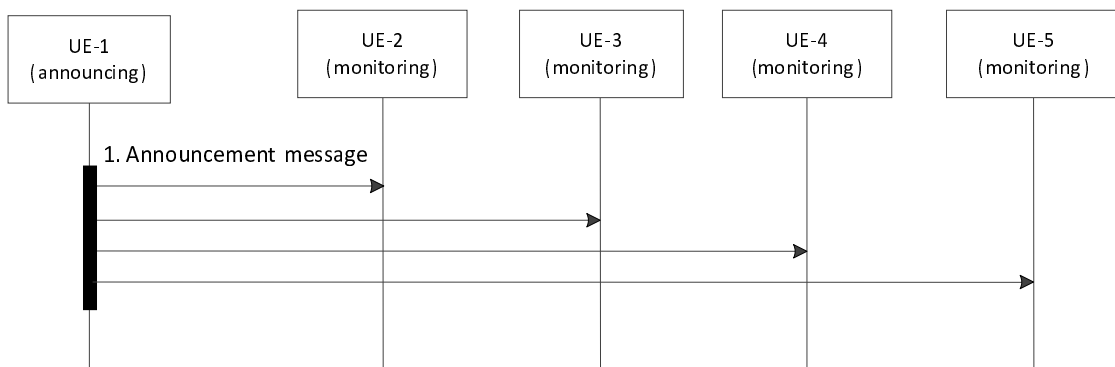 UE-1
(announcing)
UE-2
(monitoring)
UE-3
(monitoring)
UE-4
(monitoring)
UE-5
(monitoring)
1. Announcement message